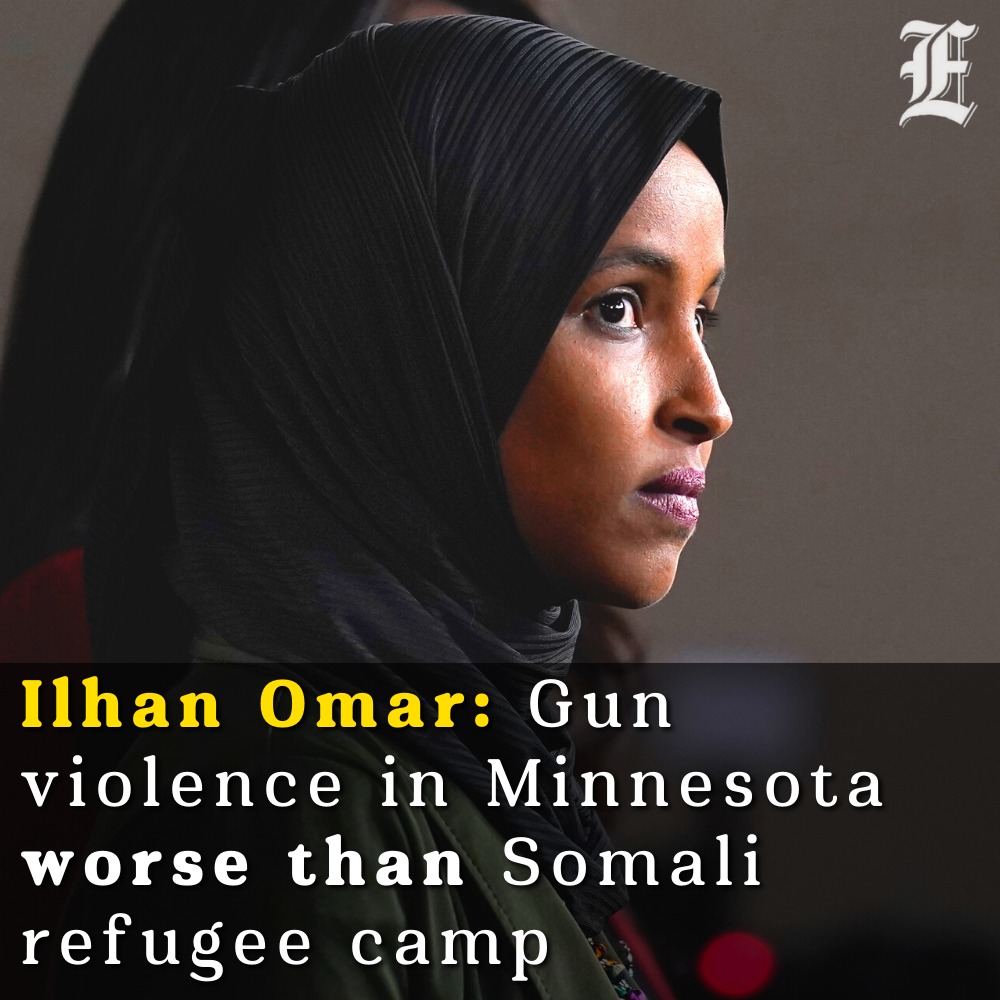 E
Ilhan Omar: Gun
violence in Minnesota
worse than Somali
refugee camp